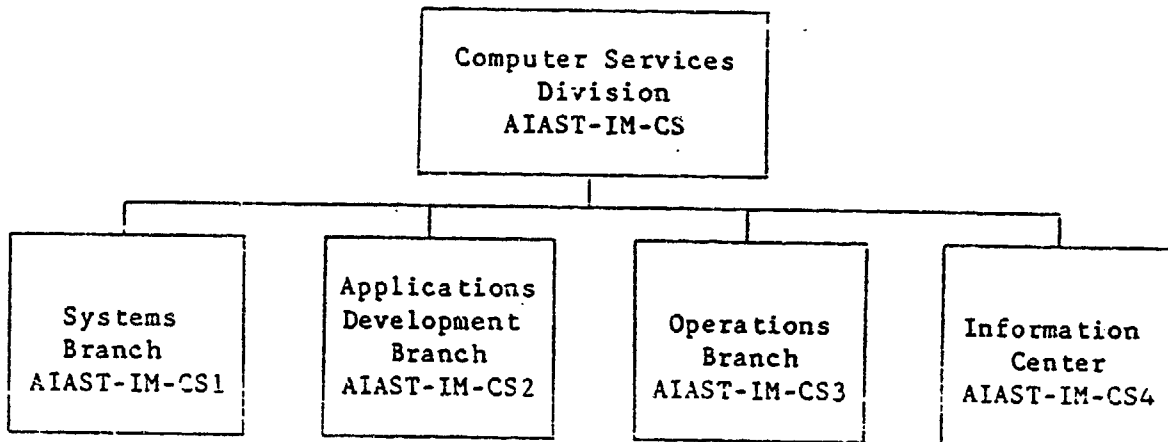 Computer Services
Division
AIAST-IM-CS
Systems
Branch
AIAST-IM-CS1
Applications
Development
Branch
AIAST-IM-CS2
Operations
Branch
AIAST-IM-CS3
Information
Center
AIAST-IM-CS4